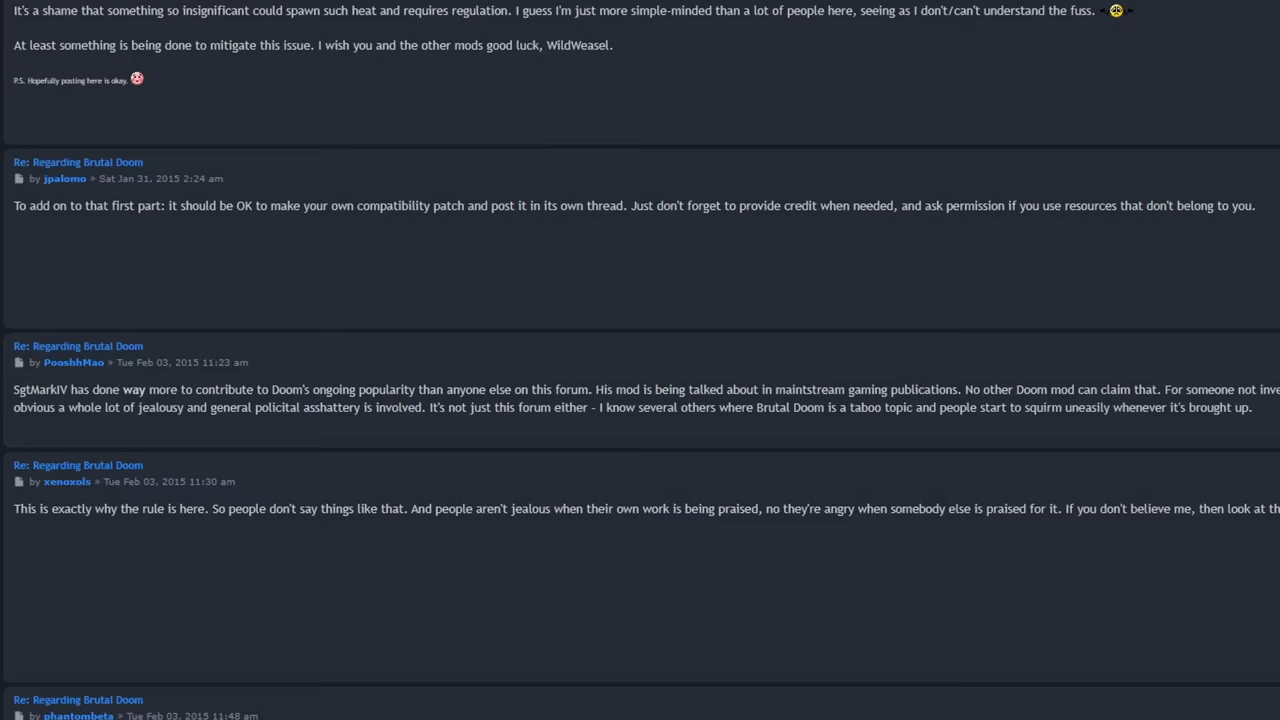 It's a shame that something so insignificant could spawn such heat and requires regulation. I guess I'm just more simple-minded than a lot of people here, seeing as I don't/can't understand the fuss.
At least something is being done to mitigate this issue. I wish you and the other mods good luck, WildWeasel.
P.S. Hopefully posting here is okay.
Re: Regarding Brutal Doom
by jpalomo » Sat Jan 31, 2015 2:24 am
To add on to that first part: it should be OK to make your own compatibility patch and post it in its own thread. Just don't forget to provide credit when needed, and ask permission if you use resources that don't belong to you.
Re: Regarding Brutal Doom
by PooshhMao » Tue Feb 03, 2015 11:23 am
SgtMarkIV has done way more to contribute to Doom's ongoing popularity than anyone else on this forum. His mod is being talked about in maintstream gaming publications. No other Doom mod can claim that. For someone not inve
obvious a whole lot of jealousy and general policital asshattery is involved. It's not just this forum either - I know several others where Brutal Doom is a taboo topic and people start to squirm uneasily whenever it's brought up.
Re: Regarding Brutal Doom
by xenoxols » Tue Feb 03, 2015 11:30 am
This is exactly why the rule is here. So people don't say things like that. And people aren't jealous when their own work is being praised, no they're angry when somebody else is praised for it. If you don't believe me, then look at th
Re: Regarding Brutal Doom
by phantombeta » Tue Feb 03, 2015 11:48 am